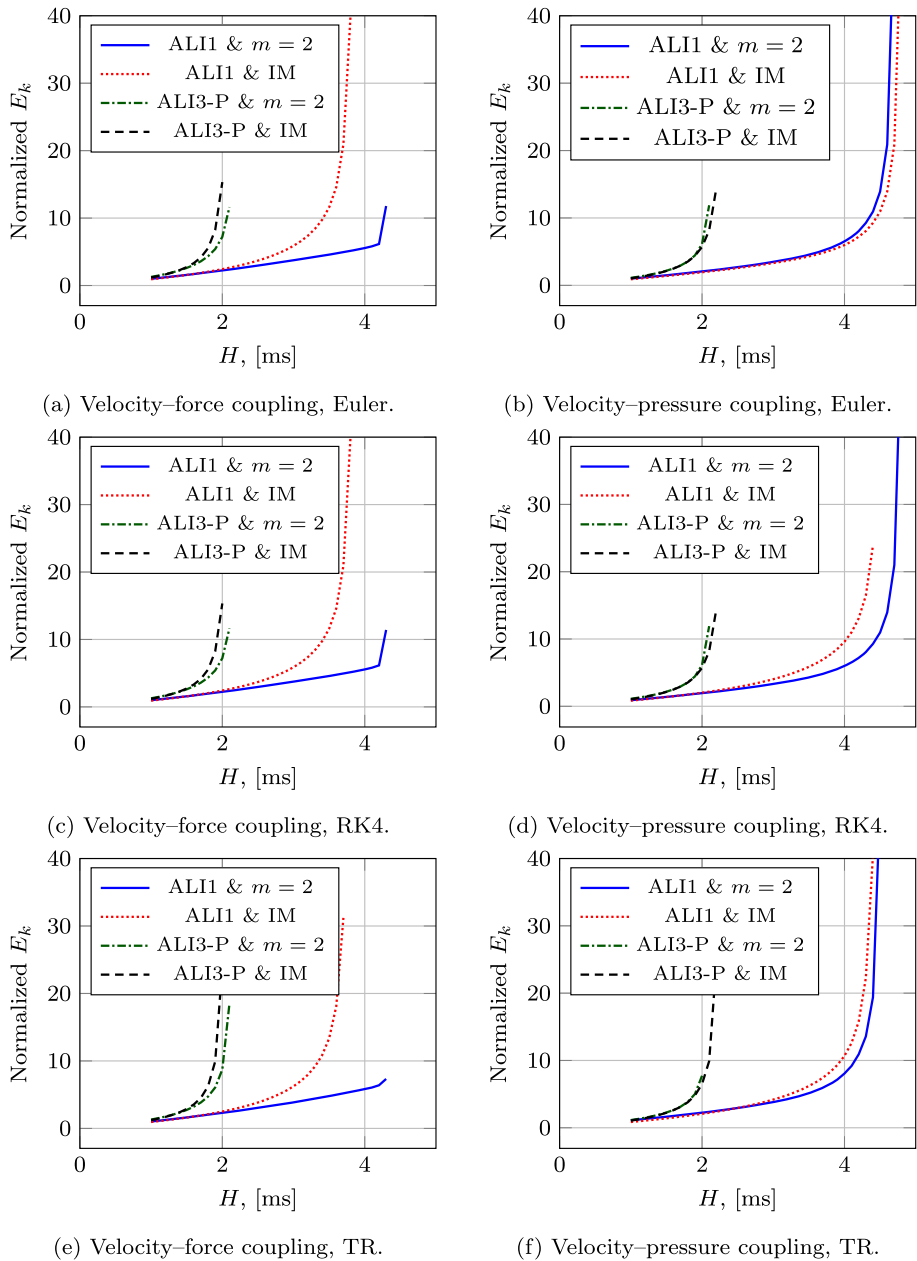 40
30
20
10
0
0
2
4
Normalized E_k
H, [ms]
ALI1 & m = 2
ALI1 & IM
ALI3-P & m = 2
ALI3-P & IM
(a) Velocity–force coupling, Euler.
40
30
20
10
0
0
2
4
Normalized E_k
H, [ms]
ALI1 & m = 2
ALI1 & IM
ALI3-P & m = 2
ALI3-P & IM
(b) Velocity–pressure coupling, Euler.
40
30
20
10
0
0
2
4
Normalized E_k
H, [ms]
ALI1 & m = 2
ALI1 & IM
ALI3-P & m = 2
ALI3-P & IM
(c) Velocity–force coupling, RK4.
40
30
20
10
0
0
2
4
Normalized E_k
H, [ms]
ALI1 & m = 2
ALI1 & IM
ALI3-P & m = 2
ALI3-P & IM
(d) Velocity–pressure coupling, RK4.
40
30
20
10
0
0
2
4
Normalized E_k
H, [ms]
ALI1 & m = 2
ALI1 & IM
ALI3-P & m = 2
ALI3-P & IM
(e) Velocity–force coupling, TR.
40
30
20
10
0
0
2
4
Normalized E_k
H, [ms]
ALI1 & m = 2
ALI1 & IM
ALI3-P & m = 2
ALI3-P & IM
(f) Velocity–pressure coupling, TR.